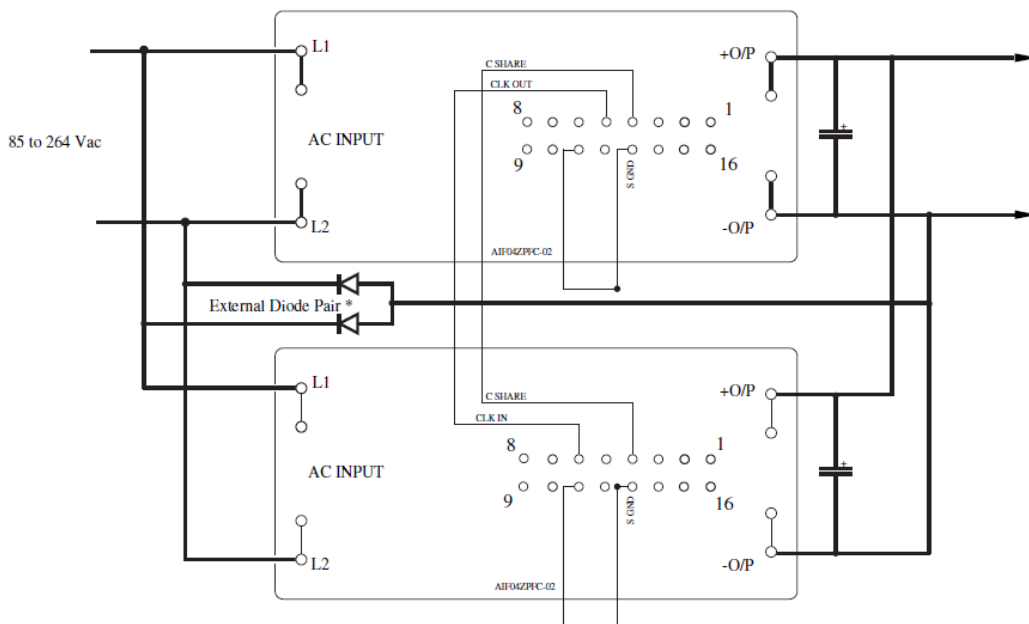 L1
+O/P
C SHARE
CLK OUT
8
1
85 to 264 Vac
AC INPUT
9
S GND
16
L2
-O/P
AIF04ZPFC-02
External Diode Pair *
L1
+O/P
C SHARE
CLK IN
8
1
AC INPUT
9
S GND
16
L2
-O/P
AIF04ZPFC-02
+
+